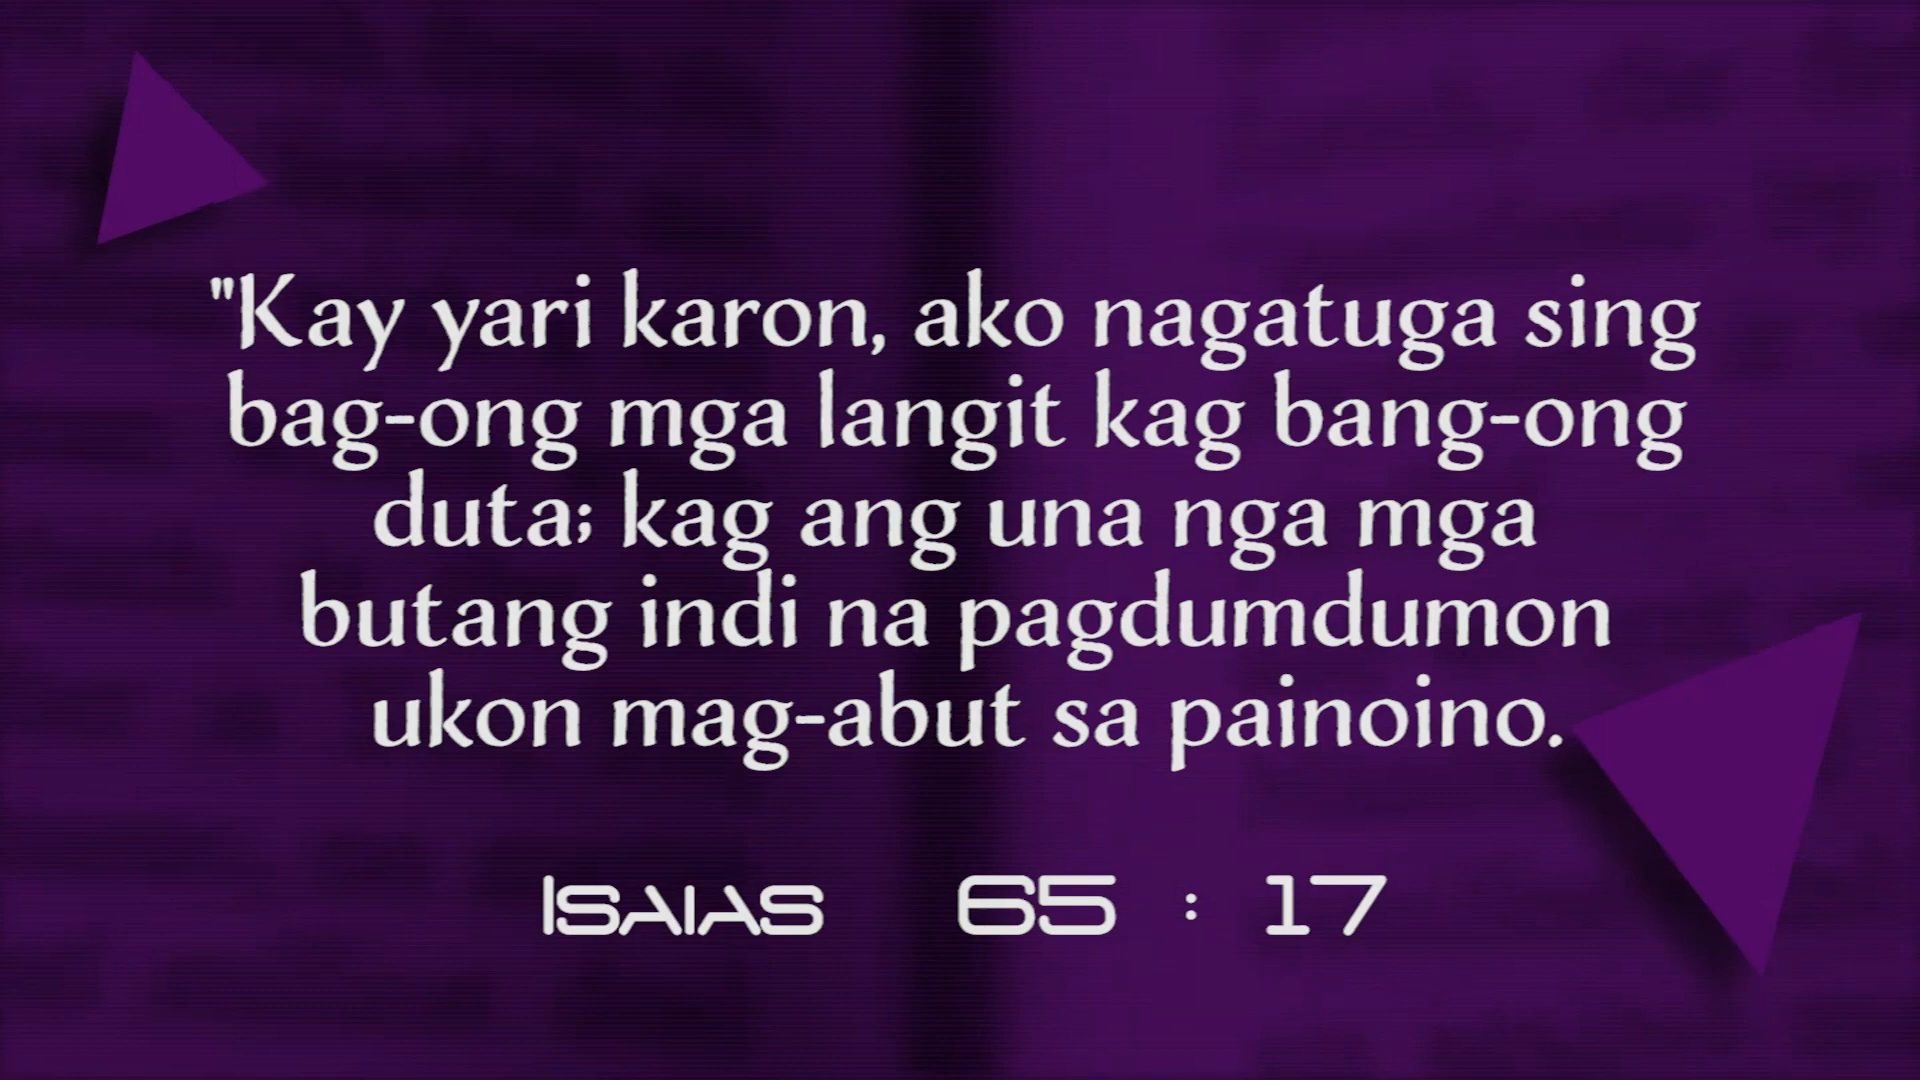 "Kay yari karon, ako nagatuga sing
bag-ong mga langit kag bang-ong
duta; kag ang una nga mga
butang indi na pagdumdumon
ukon mag-abut sa painoino.
Isaias 65 : 17